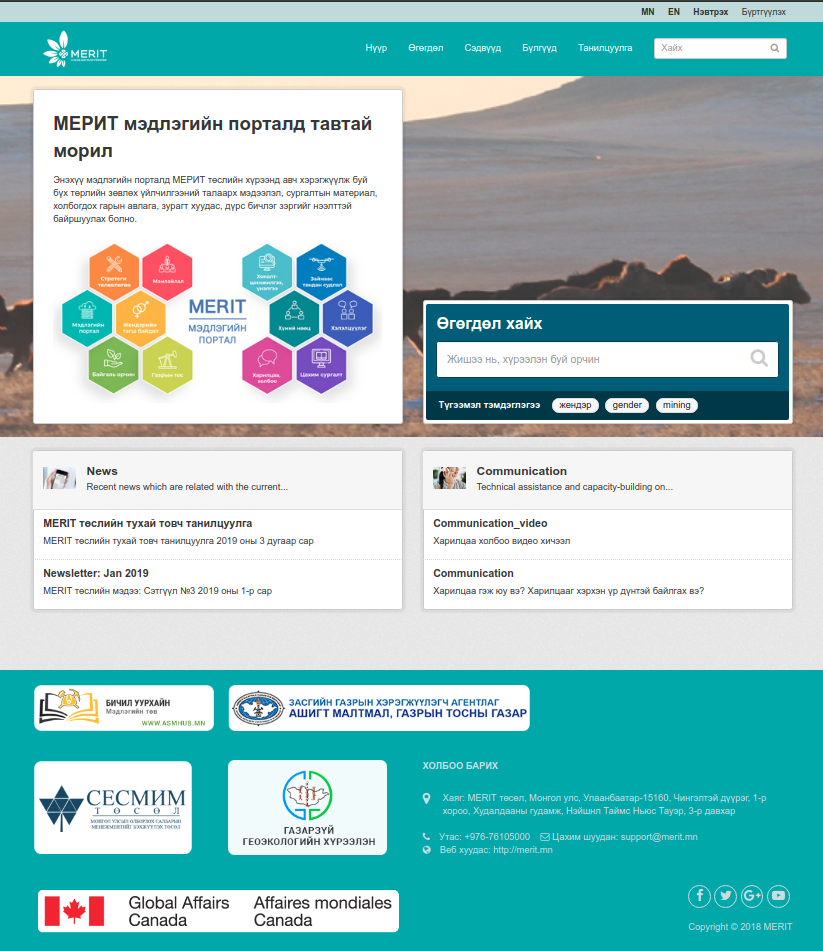 MN EN Нэвтрэх Бүртгүүлэх
MERIT
Нүүр Өгөгдөл Сэдвүүд Бүлгүүд Танилцуулга Хайх
МЕРИТ мэдлэгийн порталд тавтай
морил
Энэхүү мэдлэгийн порталд МЕРИТ төслийн хүрээнд авч хэрэгжүүлж буй
бүх төрлийн зөвлөх үйлчилгээний талаарх мэдээлэл, сургалтын материал,
холбогдох гарын авлага, зурагт хуудас, дүрс бичлэг зэргийг нээлттэй
байршуулах болно.
Стратеги
төлөвлөгөө
Манлайлал
Мэдлэгийн
портал
Жендэрийн
тэгш байдал
Байгаль орчин
Газрын тос
MERIT
МЭДЛЭГИЙН
ПОРТАЛ
Зайнаас
тандан судлал
Хүний нөөц
Хэлэлцүүлэг
Харилцаа,
холбоо
Цахим сургалт
Өгөгдөл хайх
Жишээ нь, хүрээлэн буй орчин
Түгээмэл тэмдэглэгээ жендэр gender mining
News
Recent news which are related with the current...
MERIT төслийн тухай товч танилцуулга
MERIT төслийн тухай товч танилцуулга 2019 оны 3 дугаар сар
Newsletter: Jan 2019
MERIT төслийн мэдээ: Сэтгүүл №3 2019 оны 1-р сар
Communication
Technical assistance and capacity-building on...
Communication_video
Харилцаа холбоо видео хичээл
Communication
Харилцаа гэж юу вэ? Харилцааг хэрхэн үр дүнтэй байлгах вэ?
БИЧИЛ УУРХАЙН
Мэдлэгийн төв
WWW.ASMHUB.MN
ЗАСГИЙН ГАЗРЫН ХЭРЭГЖҮҮЛЭГЧ АГЕНТЛАГ
АШИГТ МАЛТМАЛ, ГАЗРЫН ТОСНЫ ГАЗАР
СЕСМИМ
ТӨСӨЛ
МОНГОЛ УЛСЫН ОЛБОРЛОХ САЛБАРЫН
МЕНЕЖМЕНТИЙГ БЭХЖҮҮЛЭХ ТӨСӨЛ
ГАЗАРЗҮЙ
ГЕОЭКОЛОГИЙН ХҮРЭЭЛЭН
ХОЛБОО БАРИХ
Хаяг: MERIT төсөл, Монгол улс, Улаанбаатар-15160, Чингэлтэй дүүрэг, 1-р
хороо, Худалдааны гудамж, Нэйшнл Таймс Ньюс Тауэр, 3-р давхар
Утас: +976-76105000 Цахим шуудан: support@merit.mn
Веб хуудас: http://merit.mn
Global Affairs
Canada
Affaires mondiales
Canada
Copyright © 2018 MERIT